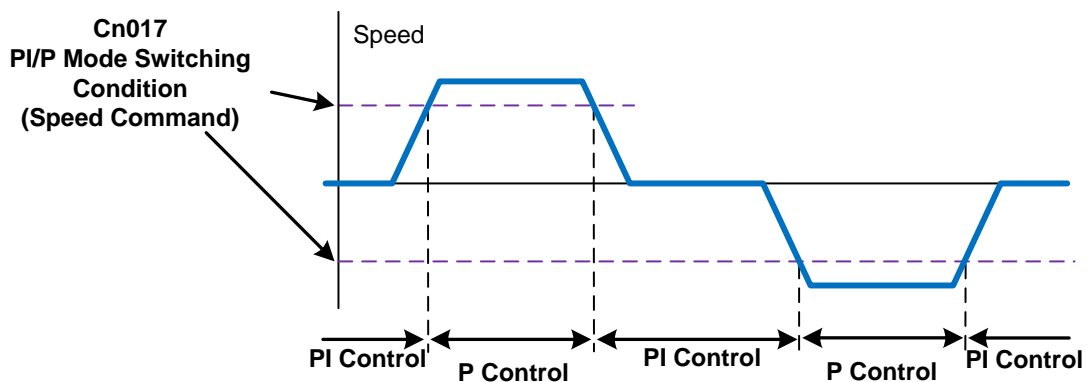 Cn017
PI/P Mode Switching
Condition
(Speed Command)
Speed
PI Control
P Control
PI Control
P Control
PI Control